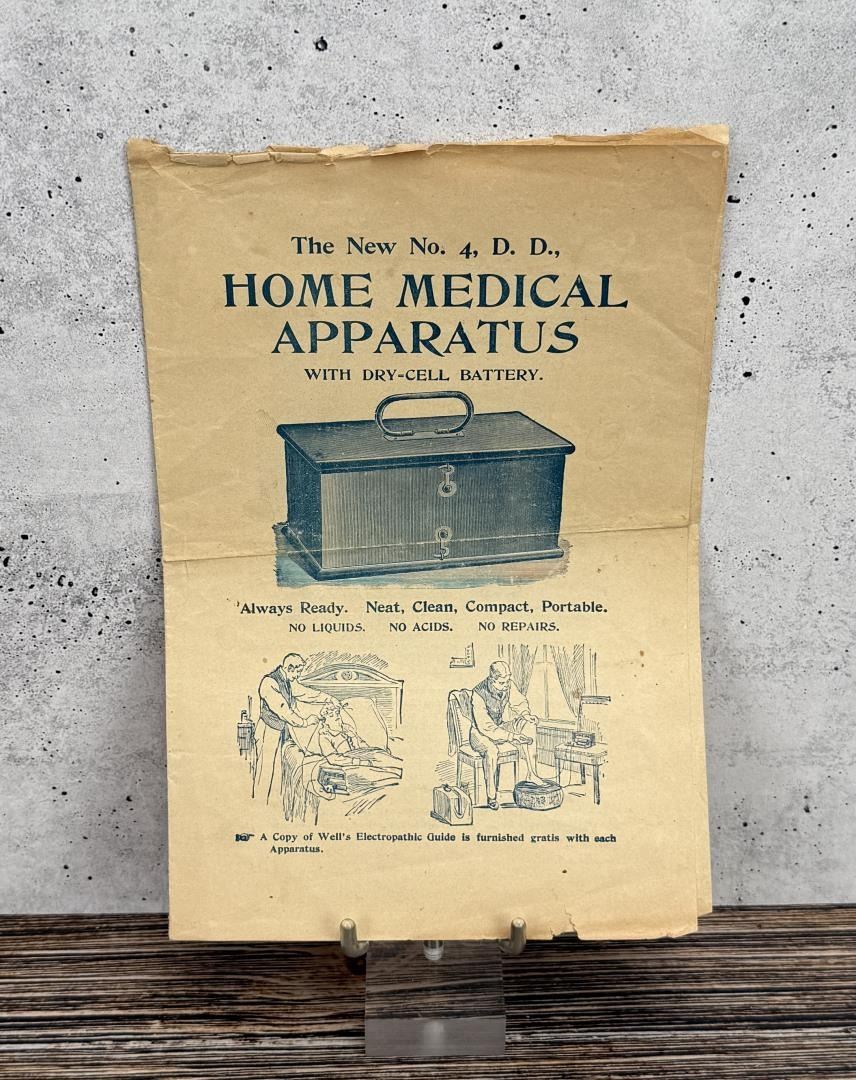 The New No. 4, D. D.,
HOME MEDICAL
APPARATUS
WITH DRY-CELL BATTERY.
Always Ready. Neat, Clean, Compact, Portable.
NO LIQUIDS. NO ACIDS. NO REPAIRS.
A Copy of Well's Electropathic Guide is furnished gratis with each
Apparatus.